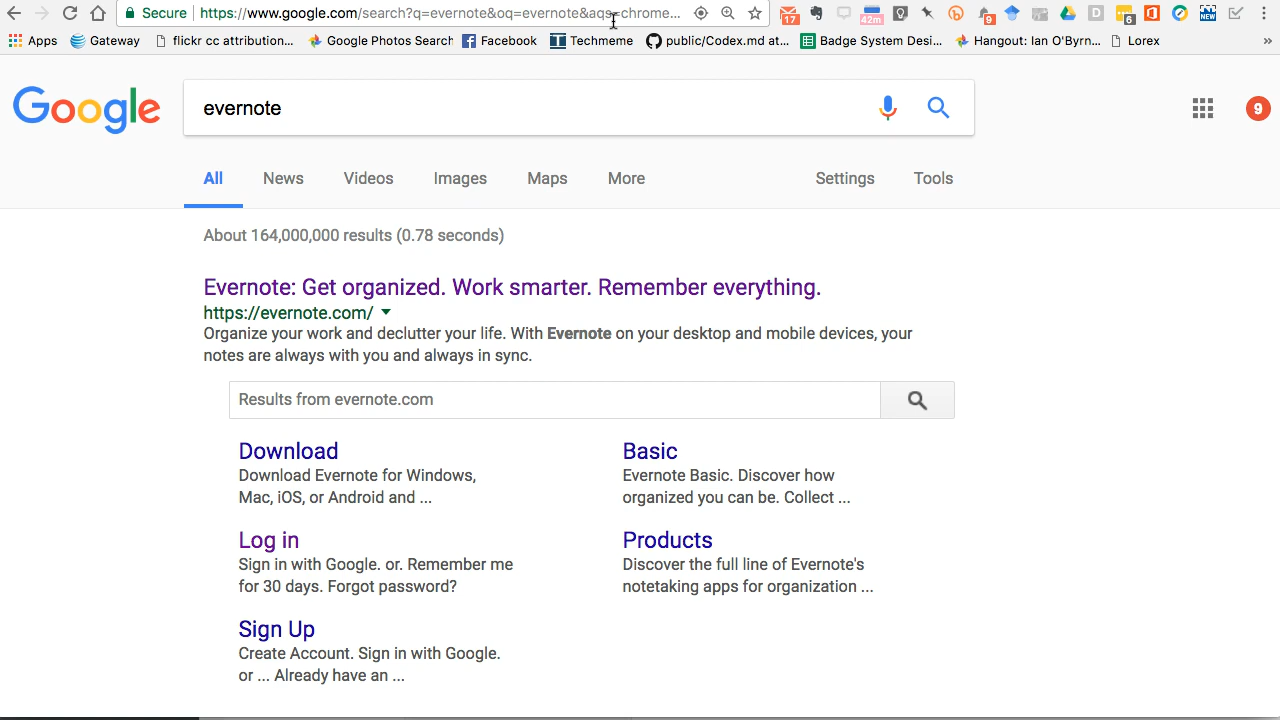 Secure https://www.google.com/search?q=evernote&oq=evernote&aqs=chrome... 17 42m 9 D 6 NEW
Apps Gateway flickr cc attribution... Google Photos Search Facebook Techmeme public/Codex.md at... Badge System Desi... Hangout: Ian O'Byrn... Lorex »
Google evernote 9
All News Videos Images Maps More Settings Tools
About 164,000,000 results (0.78 seconds)
Evernote: Get organized. Work smarter. Remember everything.
https://evernote.com/
Organize your work and declutter your life. With Evernote on your desktop and mobile devices, your
notes are always with you and always in sync.
Results from evernote.com
Download
Download Evernote for Windows,
Mac, iOS, or Android and ...
Basic
Evernote Basic. Discover how
organized you can be. Collect ...
Log in
Sign in with Google. or. Remember me
for 30 days. Forgot password?
Products
Discover the full line of Evernote's
notetaking apps for organization ...
Sign Up
Create Account. Sign in with Google.
or ... Already have an ...